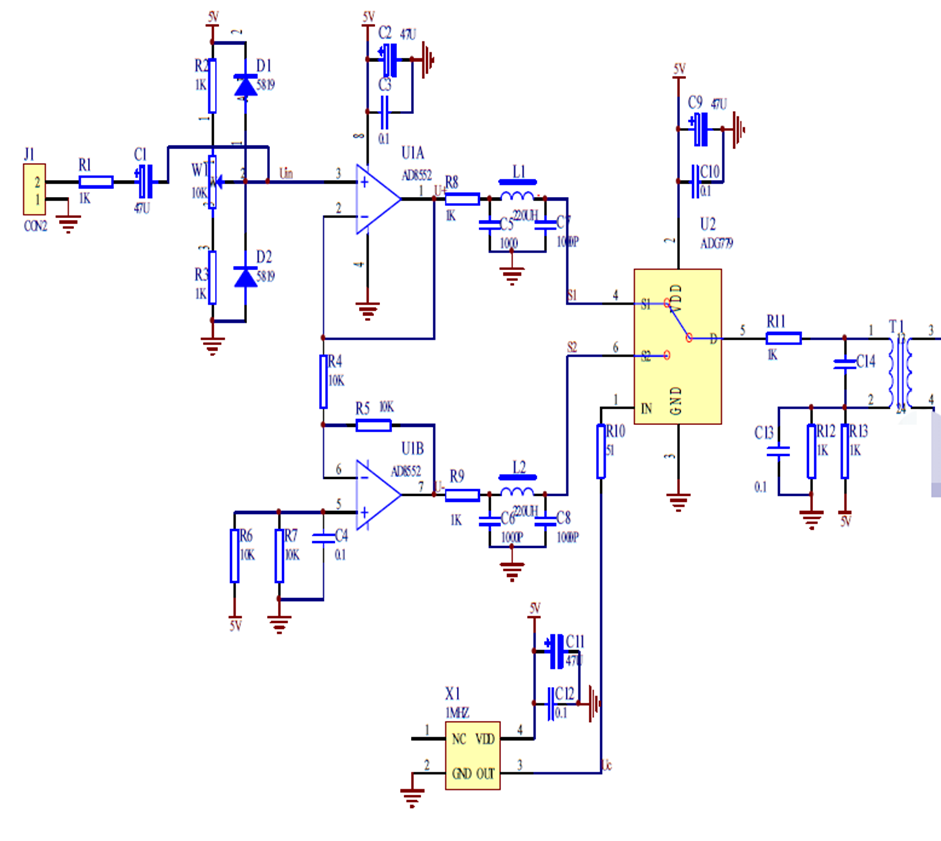 5V
2
R2
1K
D1
5819
1
1
J1
2
1
CON2
R1
1K
C1
47U
W1
10K
2
3
R3
1K
D2
5819
Uin
5V
C2 47U
C3
0.1
8
U1A
AD8552
3
2
1
4
U+
R8
1K
L1
220UH
C5
1000
C7
1000P
S1
S2
5V
C9 47U
C10
0.1
2
U2
ADG779
4
6
1
S1
S2
IN
VDD
GND
D
5
3
R10
51
R11
1K
C14
T1
1
2
3
4
C13
0.1
R12
1K
R13
1K
5V
R4
10K
R5 10K
U1B
AD8552
6
5
7
U-
R9
1K
L2
220UH
C6
1000P
C8
1000P
R6
10K
5V
R7
10K
C4
0.1
5V
C11
47U
C12
0.1
X1
1MHZ
1
NC VDD
4
2
GND OUT
3
Uc